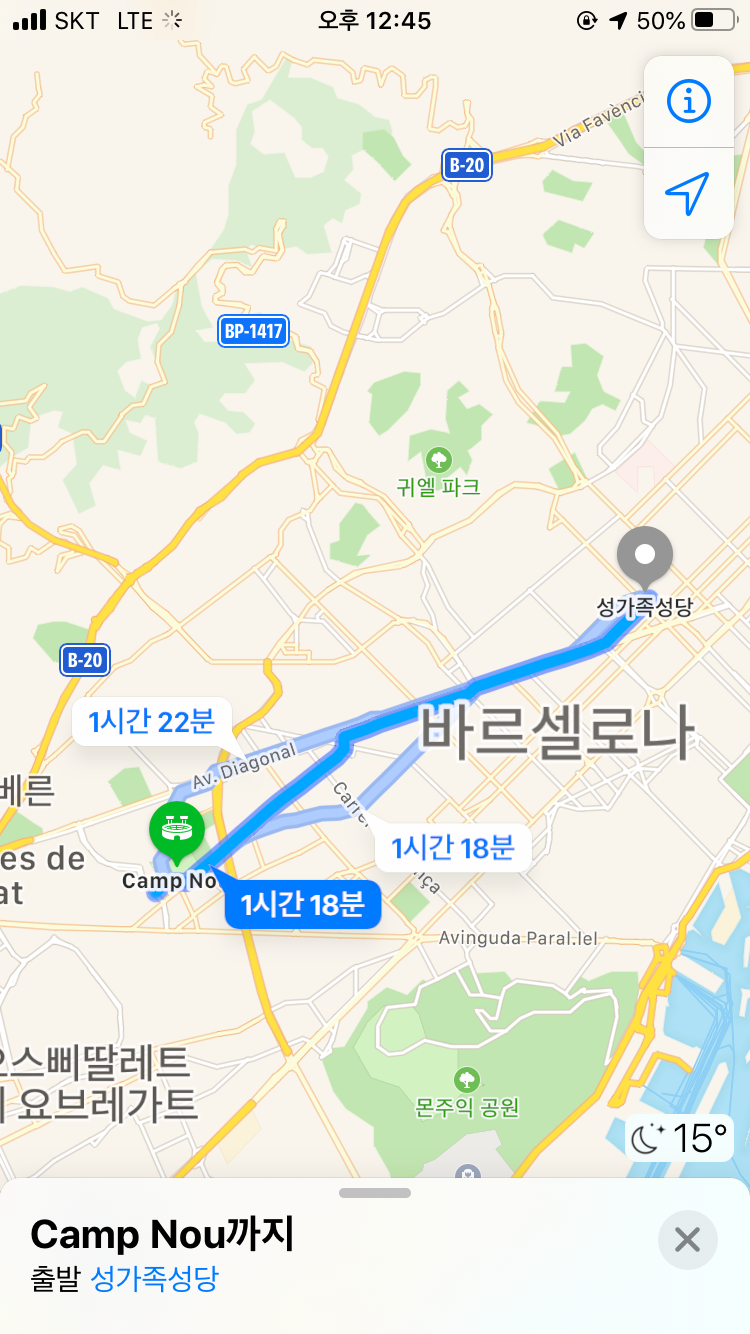 SKT LTE
오후 12:45
50%
Via Favènci
B-20
BP-1417
귀엘 파크
성가족성당
B-20
바르셀로나
1시간 22분
Av. Diagonal
베른
Carre
1시간 18분
es de
at
Camp No
1시간 18분
nça
Avinguda Paral.lel
오스삐딸레트
요브레가트
몬주익 공원
15°
Camp Nou까지
출발 성가족성당